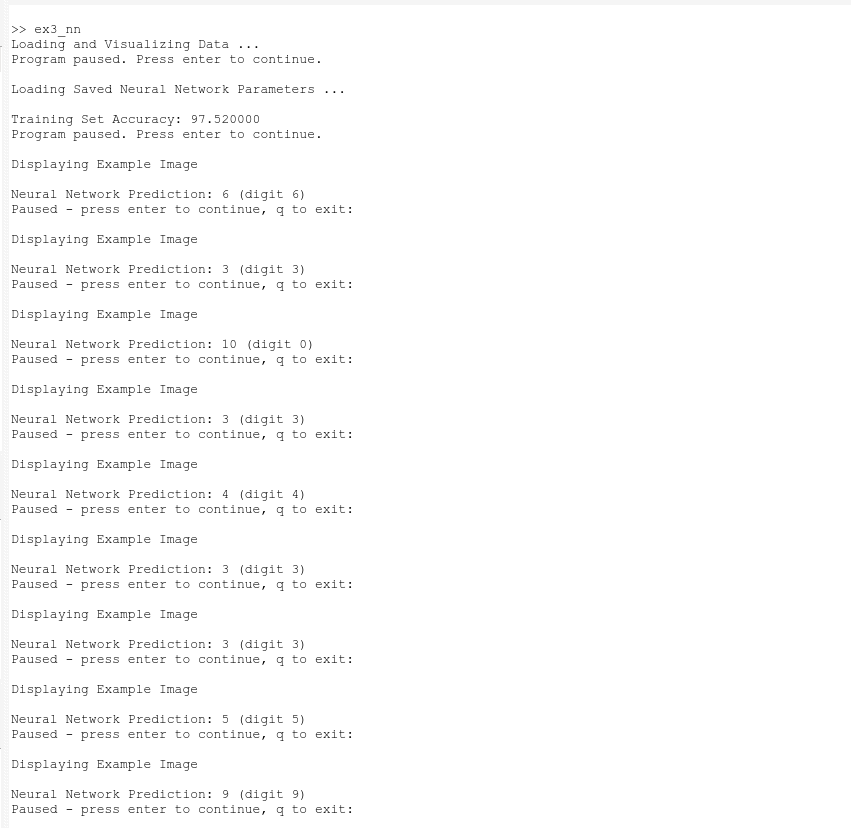 >> ex3_nn
Loading and Visualizing Data ...
Program paused. Press enter to continue.
Loading Saved Neural Network Parameters ...
Training Set Accuracy: 97.520000
Program paused. Press enter to continue.
Displaying Example Image
Neural Network Prediction: 6 (digit 6)
Paused - press enter to continue, q to exit:
Displaying Example Image
Neural Network Prediction: 3 (digit 3)
Paused - press enter to continue, q to exit:
Displaying Example Image
Neural Network Prediction: 10 (digit 0)
Paused - press enter to continue, q to exit:
Displaying Example Image
Neural Network Prediction: 3 (digit 3)
Paused - press enter to continue, q to exit:
Displaying Example Image
Neural Network Prediction: 4 (digit 4)
Paused - press enter to continue, q to exit:
Displaying Example Image
Neural Network Prediction: 3 (digit 3)
Paused - press enter to continue, q to exit:
Displaying Example Image
Neural Network Prediction: 3 (digit 3)
Paused - press enter to continue, q to exit:
Displaying Example Image
Neural Network Prediction: 5 (digit 5)
Paused - press enter to continue, q to exit:
Displaying Example Image
Neural Network Prediction: 9 (digit 9)
Paused - press enter to continue, q to exit: